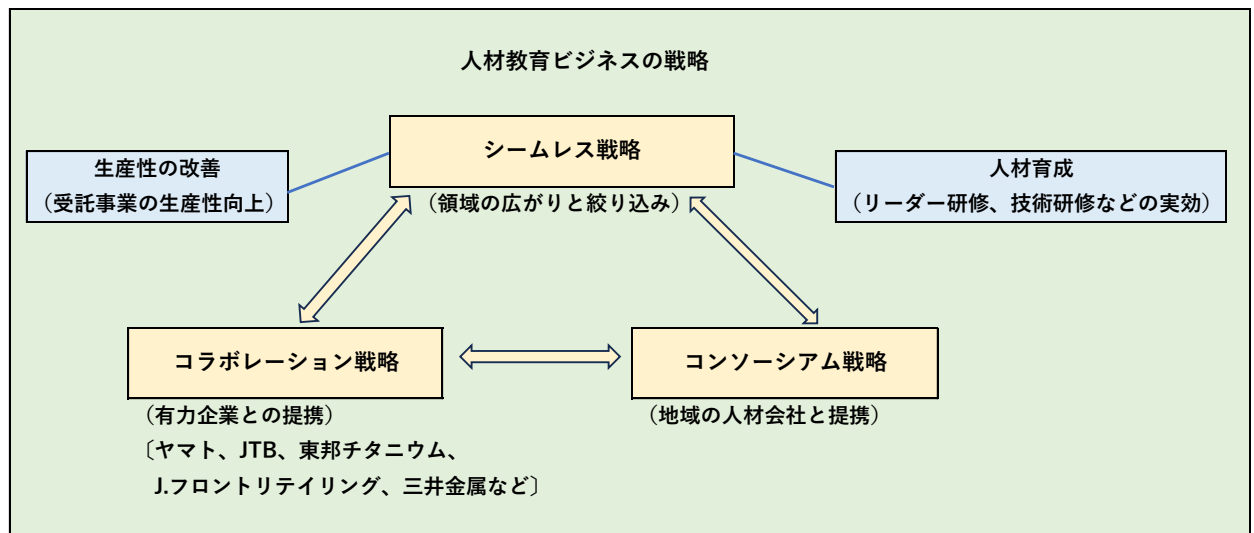 人材教育ビジネスの戦略
シームレス戦略
（領域の広がりと絞り込み）
生産性の改善
（受託事業の生産性向上）
人材育成
（リーダー研修、技術研修などの実効）
コラボレーション戦略
（有力企業との提携）
〔ヤマト、JTB、東邦チタニウム、
J.フロントリテイリング、三井金属など〕
コンソーシアム戦略
（地域の人材会社と提携）